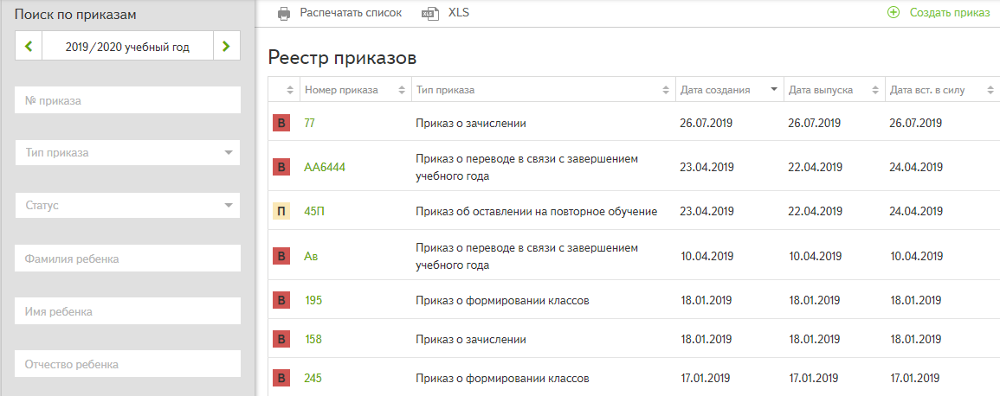 Поиск по приказам
2019/2020 учебный год
№ приказа
Тип приказа
Статус
Фамилия ребенка
Имя ребенка
Отчество ребенка
Распечатать список XLS XLS Создать приказ
Реестр приказов
Номер приказа Тип приказа Дата создания Дата выпуска Дата вст. в силу
В 77 Приказ о зачислении 26.07.2019 26.07.2019 26.07.2019
В АА6444 Приказ о переводе в связи с завершением
учебного года 23.04.2019 22.04.2019 24.04.2019
П 45П Приказ об оставлении на повторное обучение 23.04.2019 22.04.2019 24.04.2019
В Ав Приказ о переводе в связи с завершением
учебного года 10.04.2019 10.04.2019 10.04.2019
В 195 Приказ о формировании классов 18.01.2019 18.01.2019 18.01.2019
В 158 Приказ о зачислении 18.01.2019 18.01.2019 18.01.2019
В 245 Приказ о формировании классов 17.01.2019 17.01.2019 17.01.2019